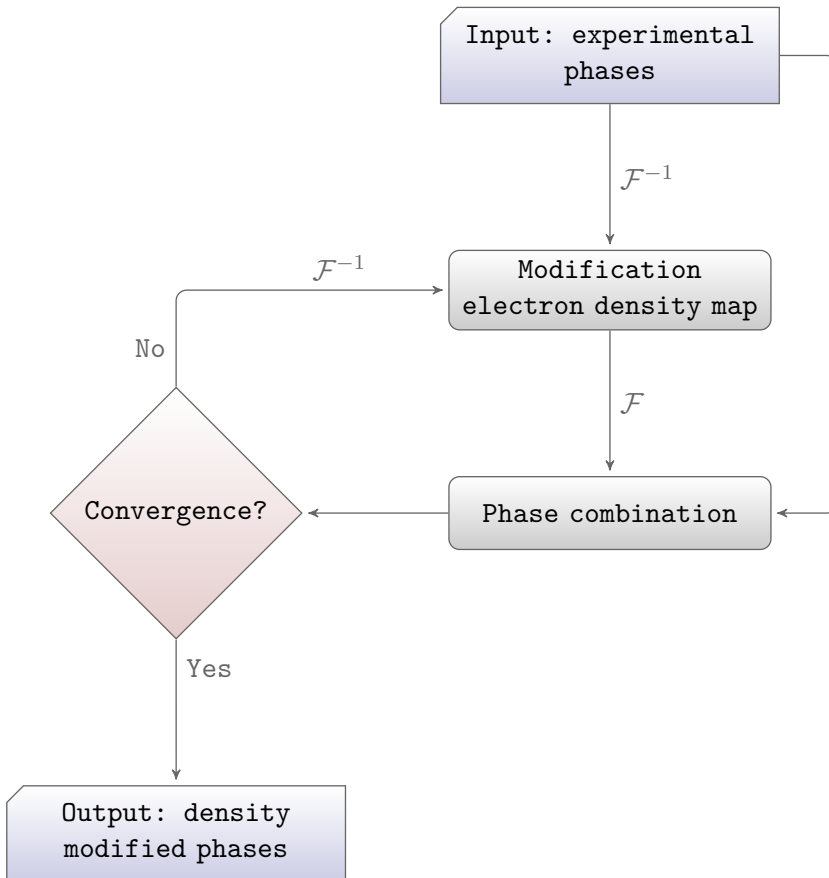 Input: experimental
phases
ℱ⁻¹
ℱ⁻¹
Modification
electron density map
No
ℱ
Convergence?
Phase combination
Yes
Output: density
modified phases